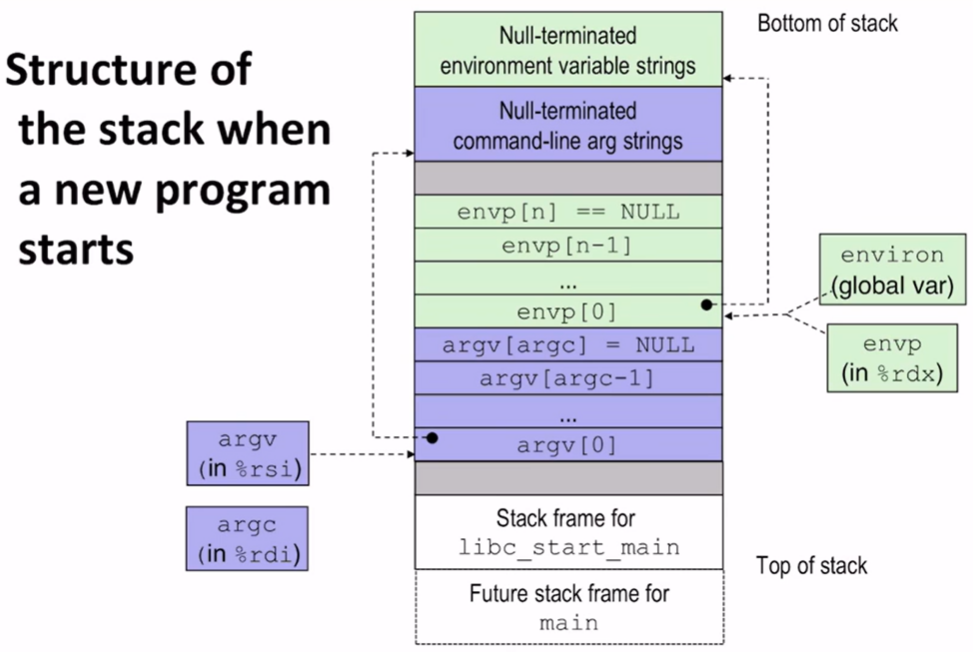 Structure of
the stack when
a new program
starts
Null-terminated
environment variable strings
Null-terminated
command-line arg strings
envp[n] == NULL
envp[n-1]
...
envp[0]
argv[argc] = NULL
argv[argc-1]
...
argv[0]
Stack frame for
libc_start_main
Future stack frame for
main
Bottom of stack
environ
(global var)
envp
(in %rdx)
argv
(in %rsi)
argc
(in %rdi)
Top of stack